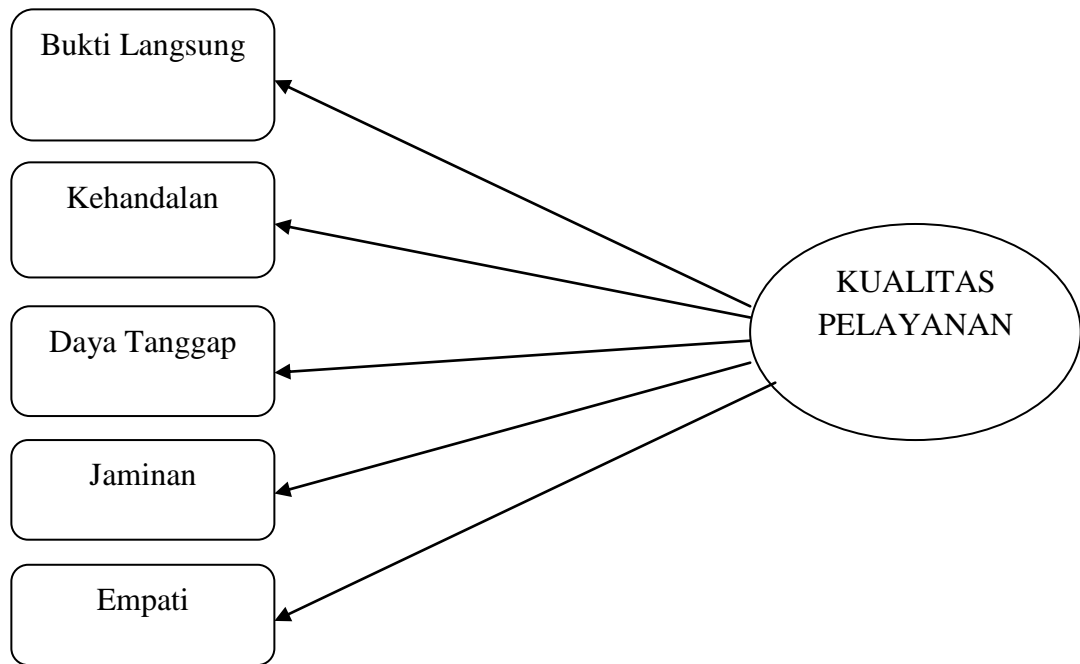 Bukti Langsung
Kehandalan
Daya Tanggap
Jaminan
Empati
KUALITAS
PELAYANAN